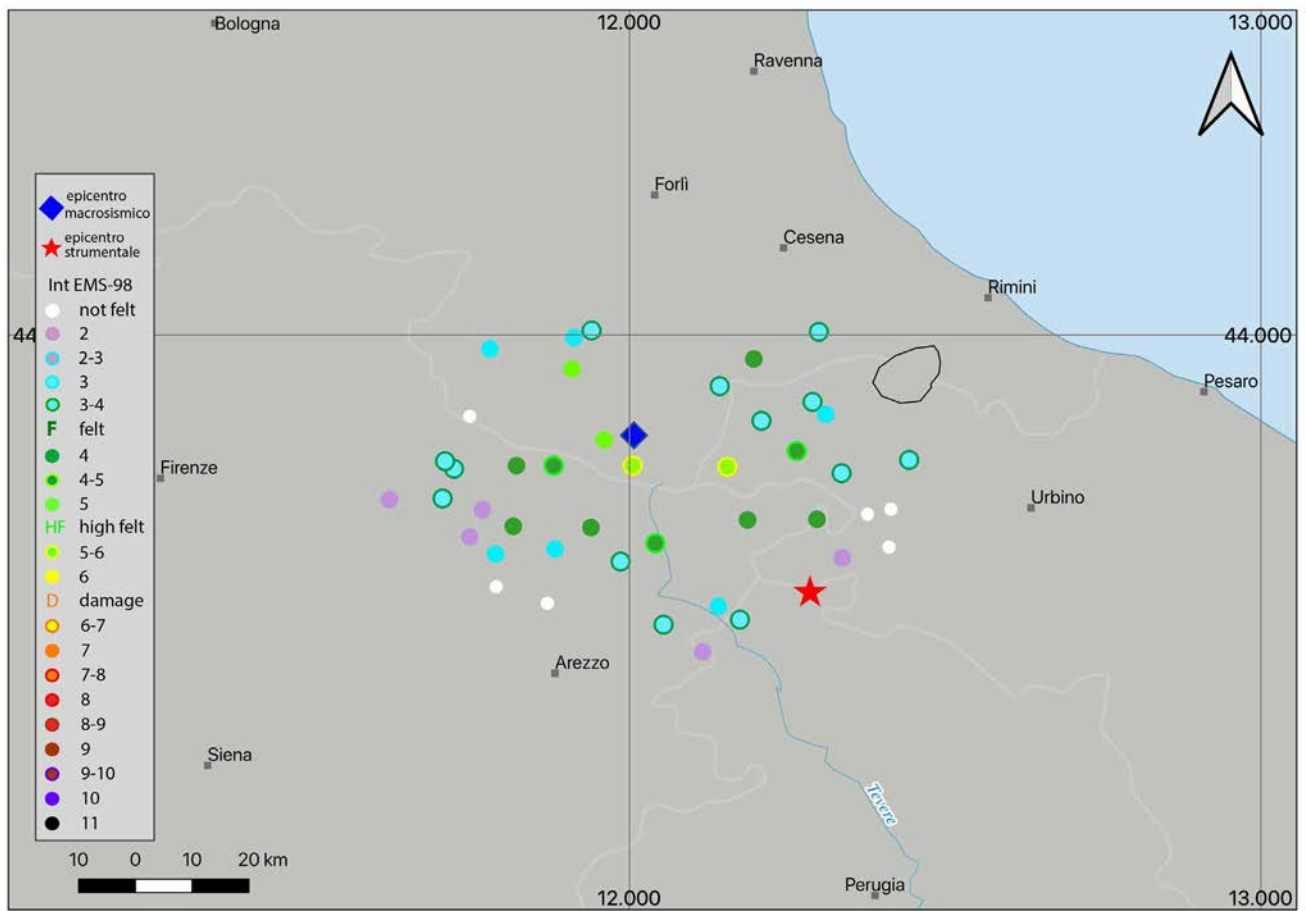 Bologna
12.000
13.000
Ravenna
Forlì
Cesena
Rimini
44
44.000
Pesaro
Firenze
Urbino
Arezzo
Siena
Tevere
Perugia
12.000
13.000
epicentro
macrosismico
epicentro
strumentale
Int EMS-98
not felt
2
2-3
3
3-4
F felt
4
4-5
5
HF high felt
5-6
6
D damage
6-7
7
7-8
8
8-9
9
9-10
10
11
10 0 10 20 km